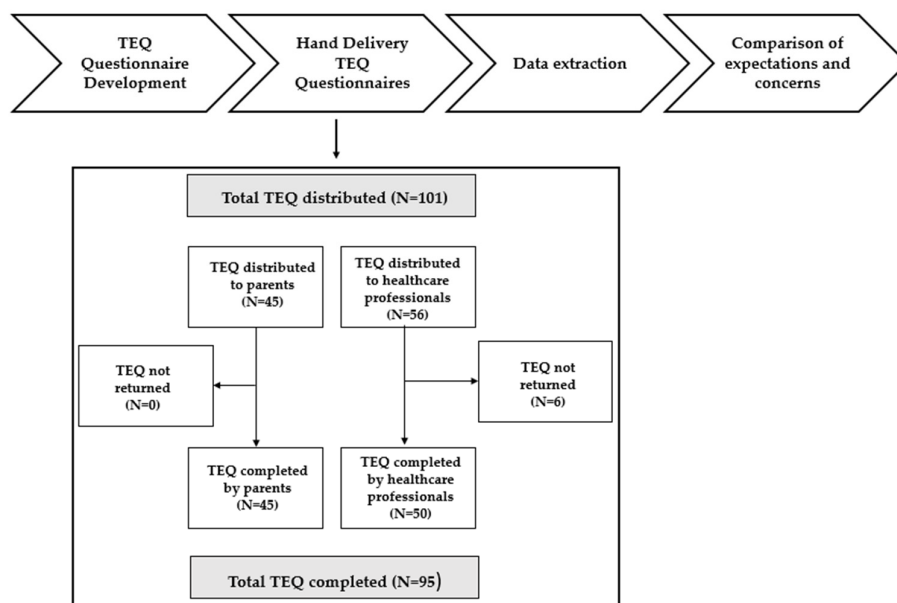 TEQ
Questionnaire
Development
Hand Delivery
TEQ
Questionnaires
Data extraction
Comparison of
expectations and
concerns
Total TEQ distributed (N=101)
TEQ distributed
to parents
(N=45)
TEQ distributed
to healthcare
professionals
(N=56)
TEQ not
returned
(N=0)
TEQ not
returned
(N=6)
TEQ completed
by parents
(N=45)
TEQ completed
by healthcare
professionals
(N=50)
Total TEQ completed (N=95)